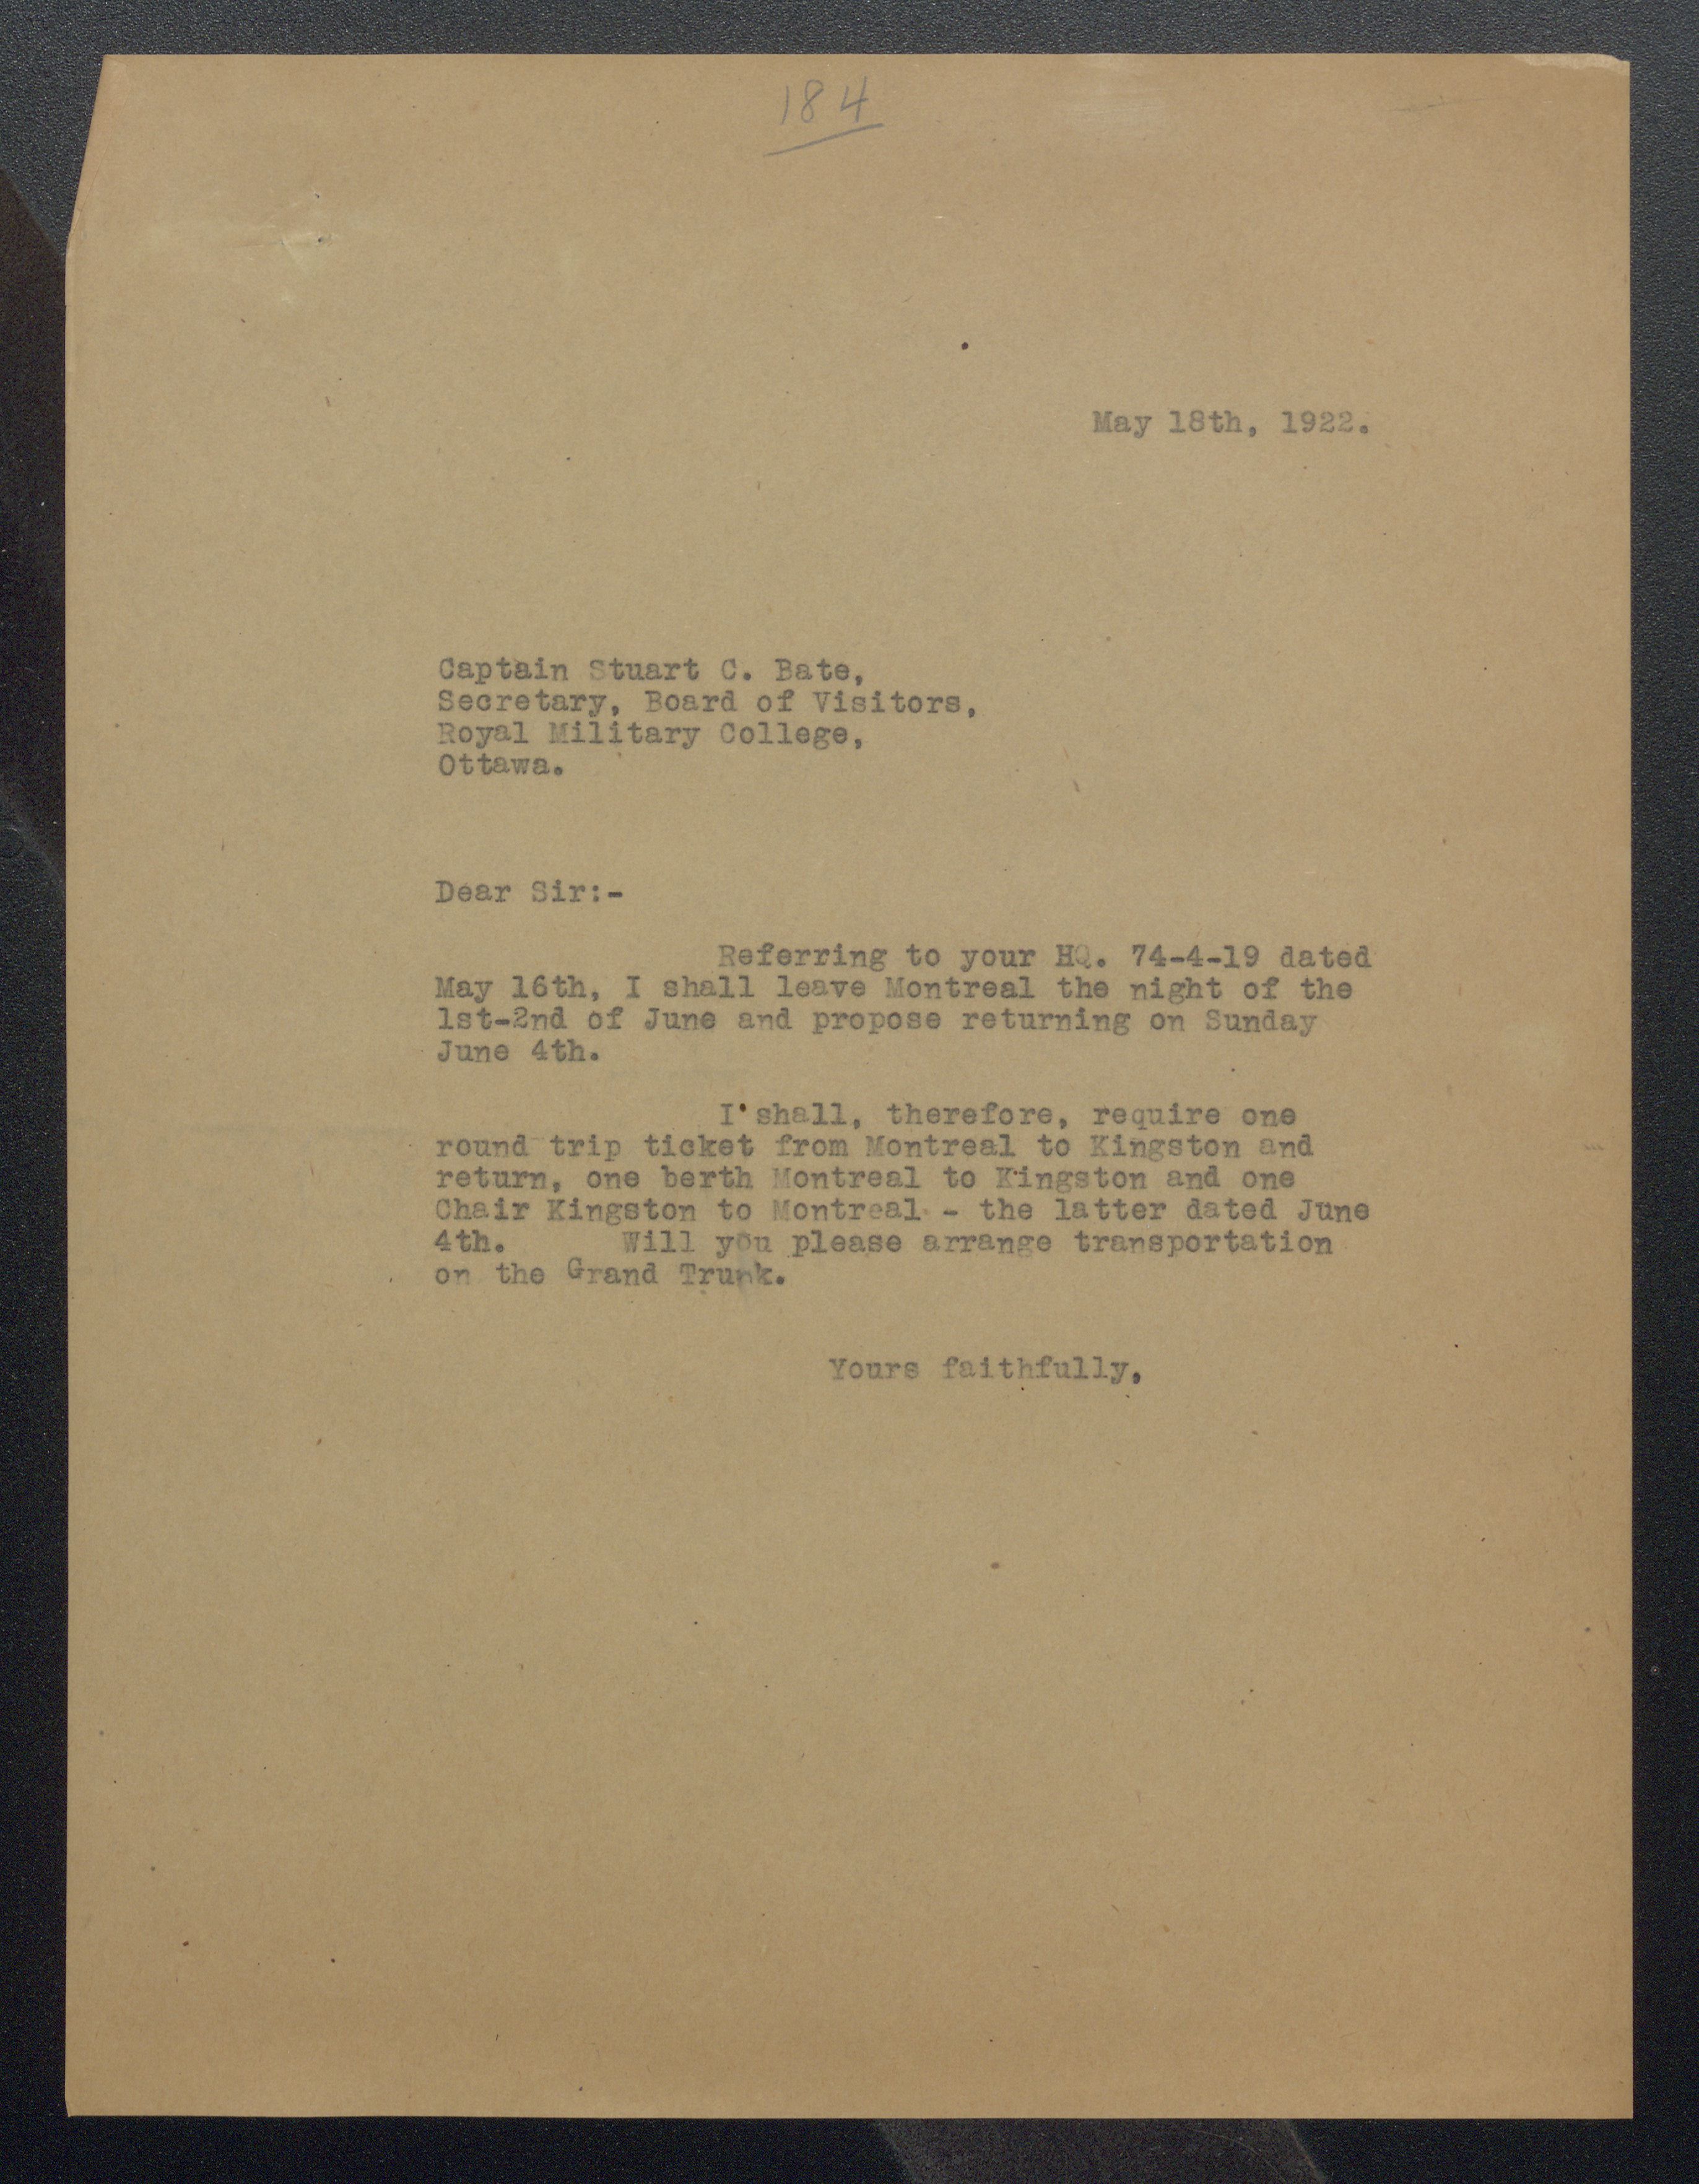 184
May 18th, 1922.
Captain Stuart C. Bate,
Secretary, Board of Visitors,
Royal Military College,
Ottawa.
Dear Sir:-
Referring to your HQ. 74-4-19 dated
May 16th, I shall leave Montreal the night of the
1st-2nd of June and propose returning on Sunday
June 4th.
I shall, therefore, require one
round trip ticket from Montreal to Kingston and
return, one berth Montreal to Kingston and one
Chair Kingston to Montreal - the latter dated June
4th. Will you please arrange transportation
on the Grand Trunk.
Yours faithfully,